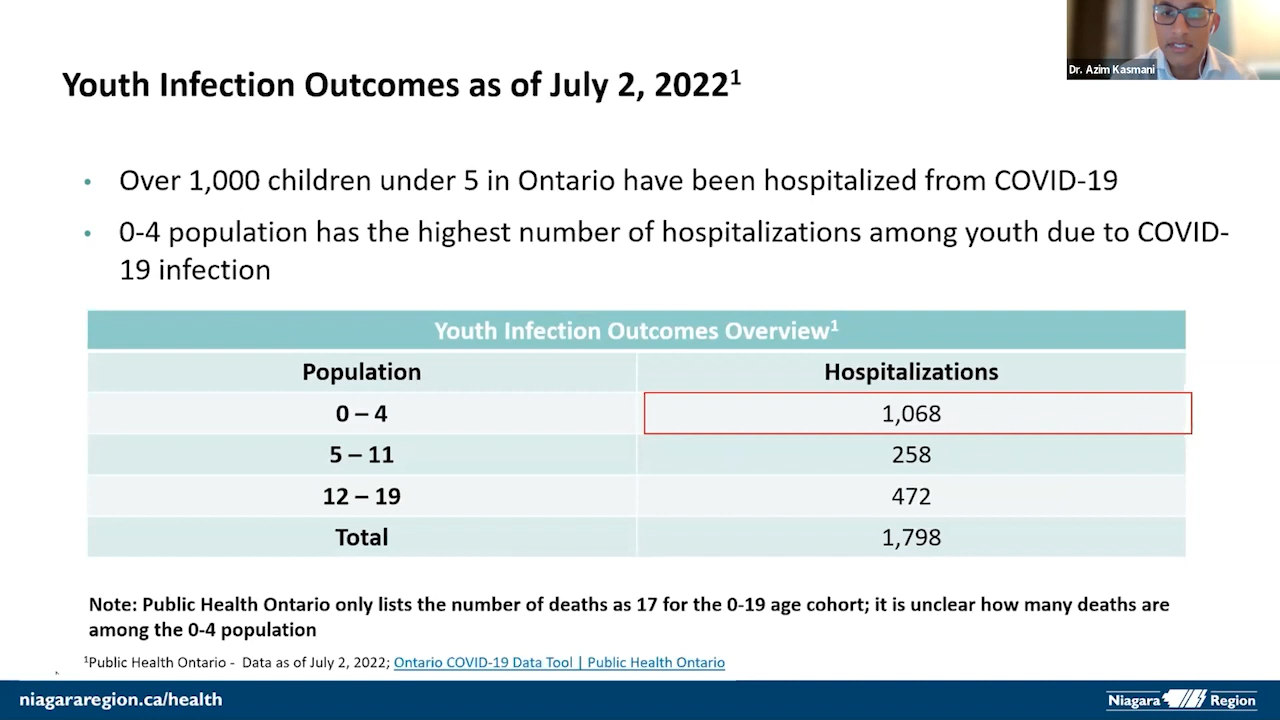 Dr. Azim Kasmani
Youth Infection Outcomes as of July 2, 2022¹
• Over 1,000 children under 5 in Ontario have been hospitalized from COVID-19
• 0-4 population has the highest number of hospitalizations among youth due to COVID-
19 infection
Youth Infection Outcomes Overview¹
Population Hospitalizations
0 – 4 1,068
5 – 11 258
12 – 19 472
Total 1,798
Note: Public Health Ontario only lists the number of deaths as 17 for the 0-19 age cohort; it is unclear how many deaths are
among the 0-4 population
¹Public Health Ontario - Data as of July 2, 2022; Ontario COVID-19 Data Tool | Public Health Ontario
niagararegion.ca/health
Niagara Region